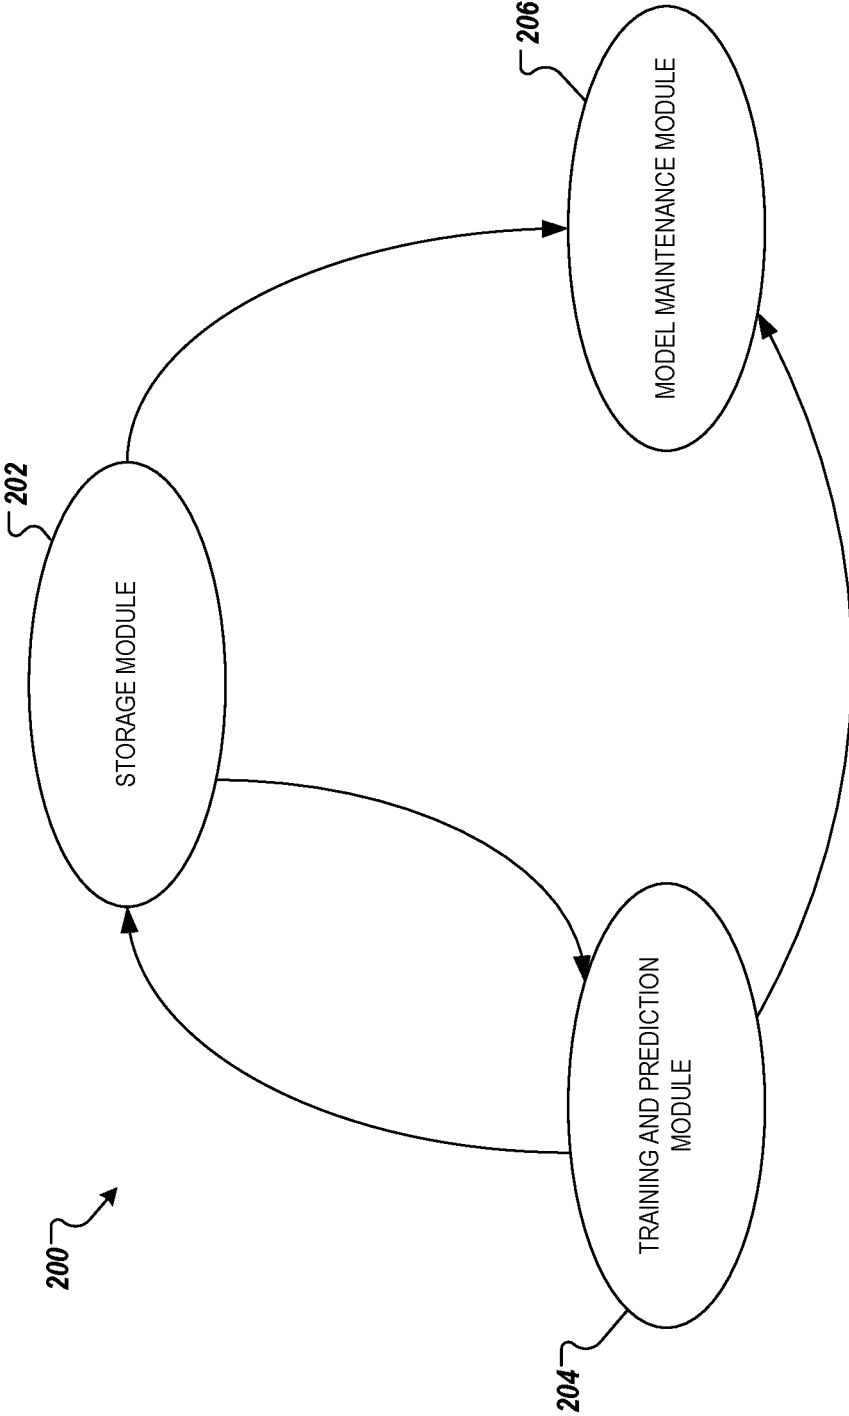 200
202
STORAGE MODULE
204
TRAINING AND PREDICTION
MODULE
206
MODEL MAINTENANCE MODULE